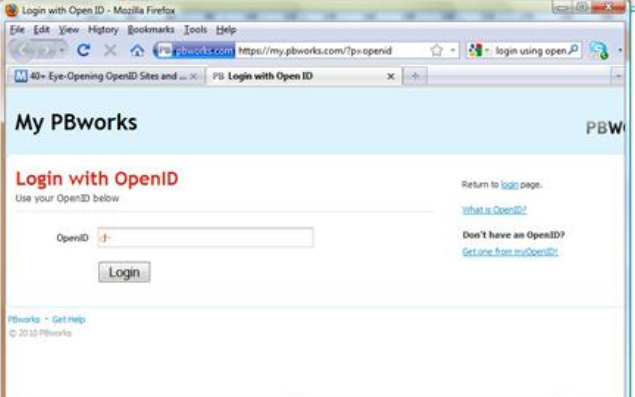 Login with Open ID - Mozilla Firefox
File Edit View History Bookmarks Tools Help
pbworks.com https://my.pbworks.com/?p=openid login using open
40+ Eye-Opening OpenID Sites and ... PB Login with Open ID
My PBworks
PBW
Login with OpenID
Use your OpenID below
Return to login page.
What is OpenID?
OpenID
Don't have an OpenID?
Get one from myOpenID!
Login
PBworks · Get Help
© 2010 PBworks